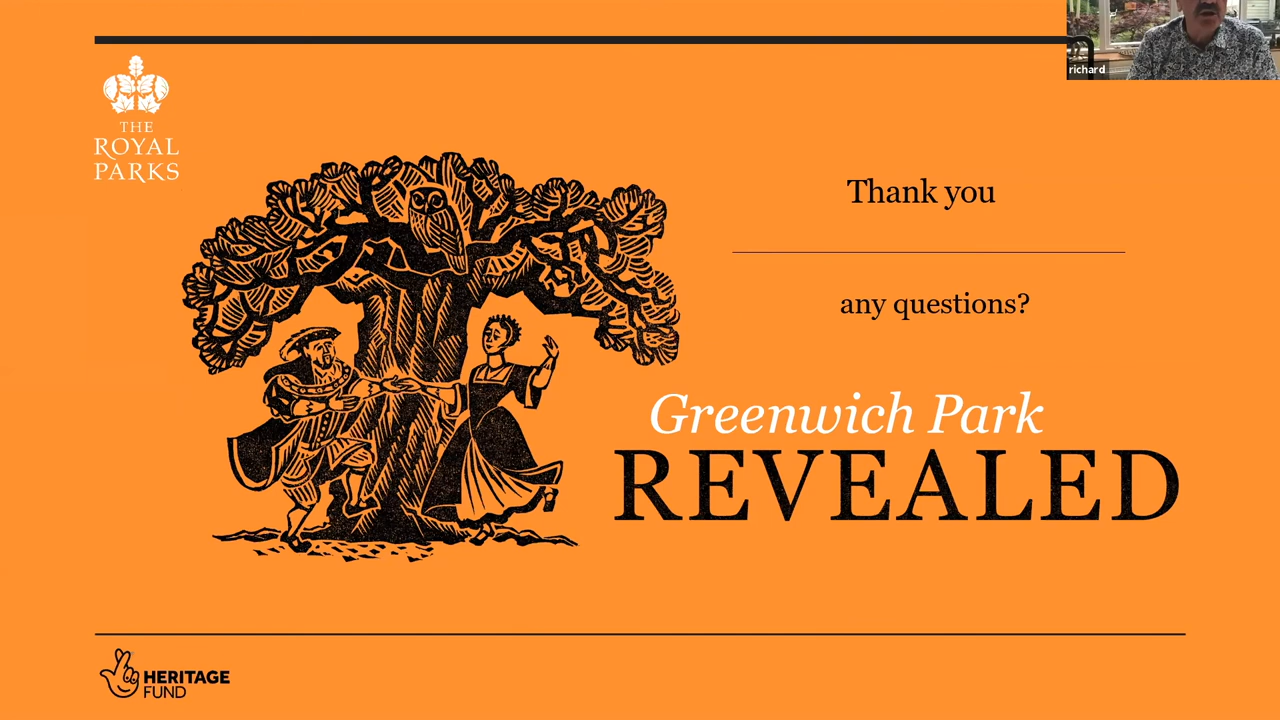 richard
THE
ROYAL
PARKS
Thank you
any questions?
Greenwich Park
REVEALED
HERITAGE
FUND